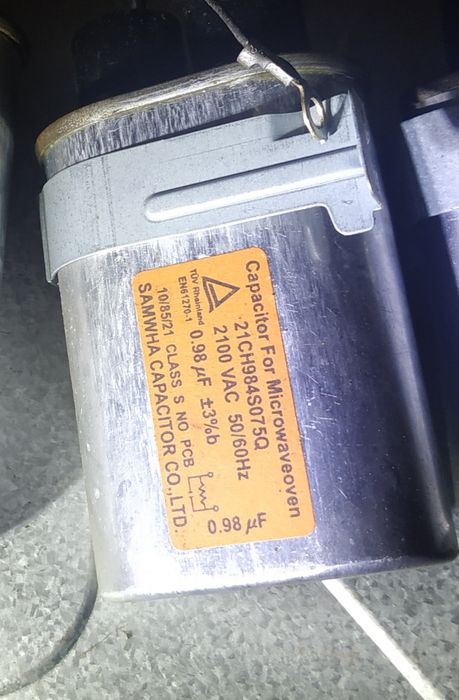 Capacitor For Microwaveoven
21CH984S075Q
2100 VAC 50/60Hz
TÜV Rheinland
EN61270-1
0.98 µF ±3%b
10/85/21 CLASS S NO PCB
SAMWHA CAPACITOR CO.,LTD.
0.98 µF